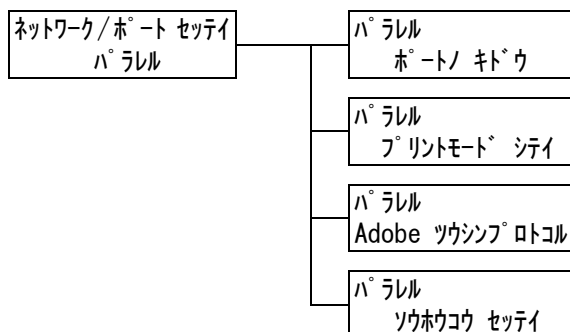 ネットワーク/ポート セッテイ
パラレル
パラレル
ポートノ キドウ
パラレル
プリントモード シテイ
パラレル
Adobe ツウシンプロトコル
パラレル
ソウホウコウ セッテイ